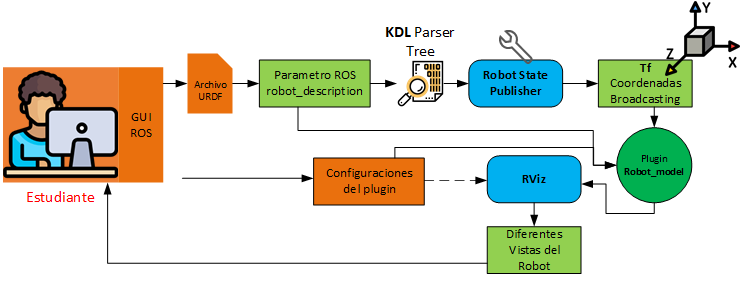 KDL Parser
Tree
Y
X
Z
Archivo
URDF
Parametro ROS
robot_description
Robot State
Publisher
Tf
Coordenadas
Broadcasting
GUI
ROS
Estudiante
Configuraciones
del plugin
RViz
Plugin
Robot_model
Diferentes
Vistas del
Robot